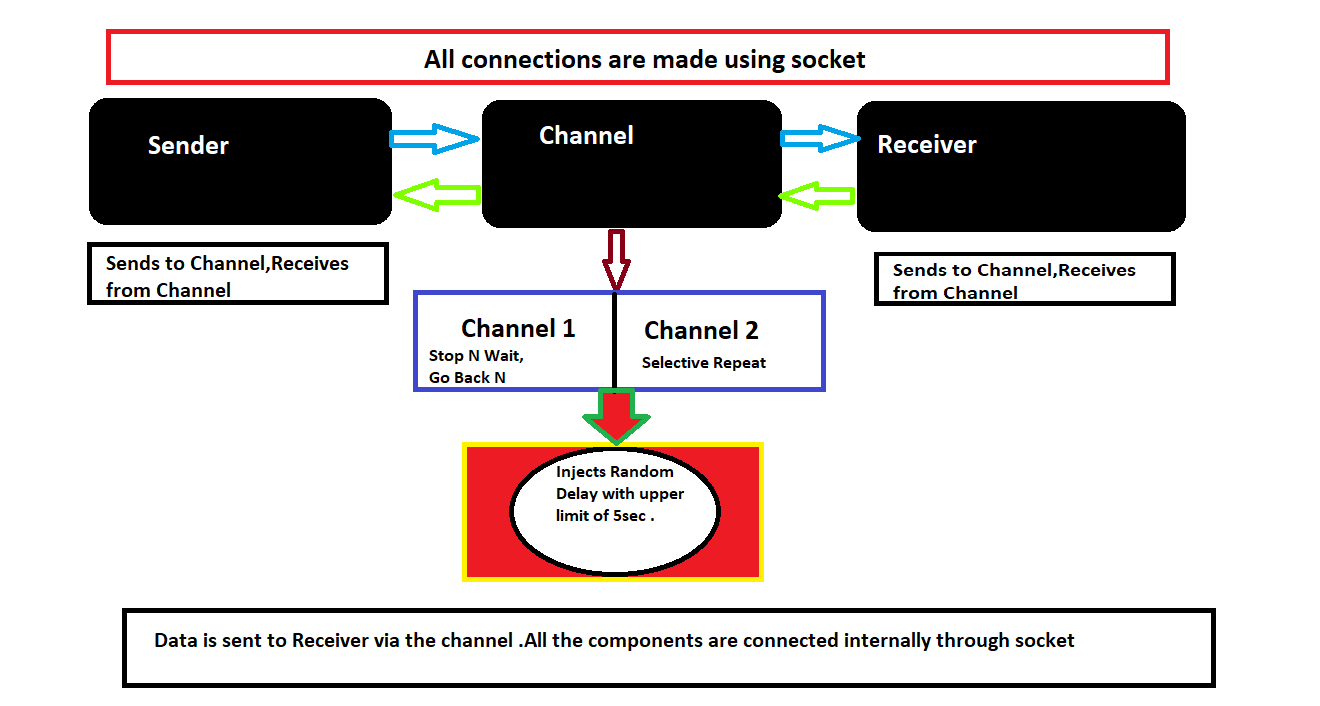 All connections are made using socket
Sender
Channel
Receiver
Sends to Channel,Receives
from Channel
Sends to Channel,Receives
from Channel
Channel 1
Stop N Wait,
Go Back N
Channel 2
Selective Repeat
Injects Random
Delay with upper
limit of 5sec .
Data is sent to Receiver via the channel .All the components are connected internally through socket